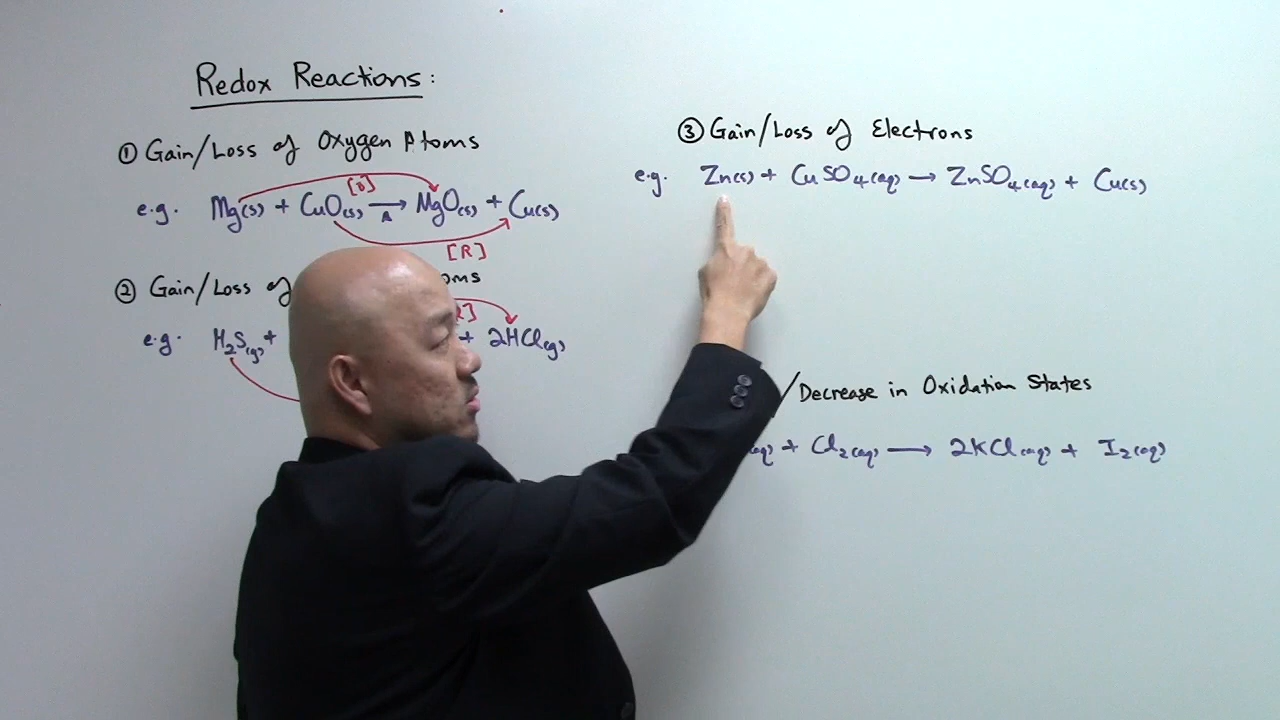 Redox Reactions:
① Gain/Loss of Oxygen Atoms
[O]
e.g. Mg(s) + CuO(s) → MgO(s) + Cu(s)
Δ
[R]
② Gain/Loss of
e.g. H₂S(g) + + 2HCl(g)
③ Gain/Loss of Electrons
e.g. Zn(s) + CuSO₄(aq) → ZnSO₄(aq) + Cu(s)
/Decrease in Oxidation States
(aq) + Cl₂(aq) → 2KCl(aq) + I₂(aq)